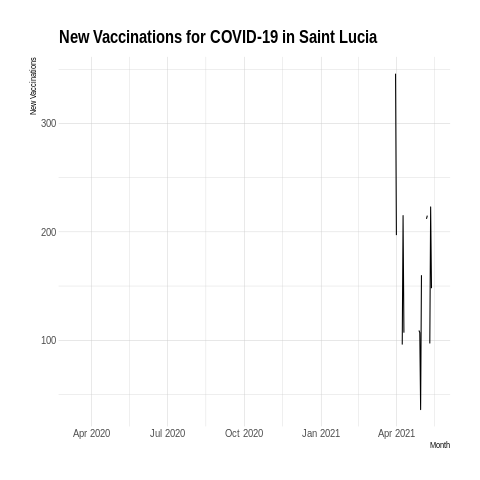 New Vaccinations for COVID-19 in Saint Lucia
New Vaccinations
300
200
100
Apr 2020 Jul 2020 Oct 2020 Jan 2021 Apr 2021
Month